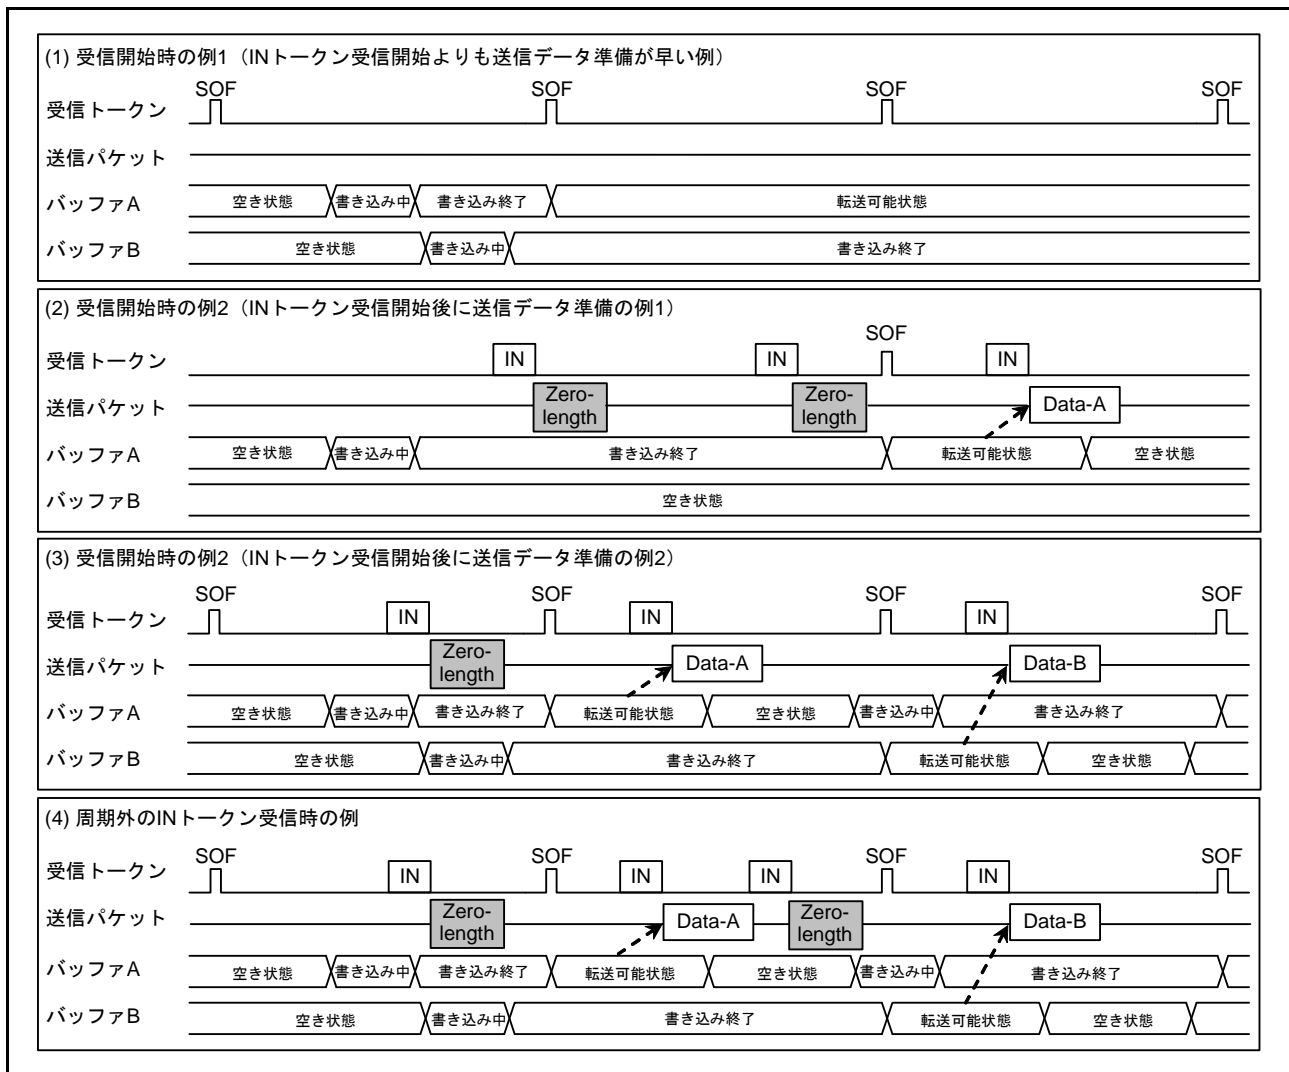 (1) 受信開始時の例1（INトークン受信開始よりも送信データ準備が早い例）
SOF SOF SOF SOF
受信トークン
送信パケット
バッファA 空き状態 書き込み中 書き込み終了 転送可能状態
バッファB 空き状態 書き込み中 書き込み終了
(2) 受信開始時の例2（INトークン受信開始後に送信データ準備の例1）
SOF
受信トークン IN IN IN
送信パケット Zero-length Zero-length Data-A
バッファA 空き状態 書き込み中 書き込み終了 転送可能状態 空き状態
バッファB 空き状態
(3) 受信開始時の例2（INトークン受信開始後に送信データ準備の例2）
SOF SOF SOF SOF
受信トークン IN IN IN
送信パケット Zero-length Data-A Data-B
バッファA 空き状態 書き込み中 書き込み終了 転送可能状態 空き状態 書き込み中 書き込み終了
バッファB 空き状態 書き込み中 書き込み終了 転送可能状態 空き状態
(4) 周期外のINトークン受信時の例
SOF SOF SOF SOF
受信トークン IN IN IN IN
送信パケット Zero-length Data-A Zero-length Data-B
バッファA 空き状態 書き込み中 書き込み終了 転送可能状態 空き状態 書き込み中 書き込み終了
バッファB 空き状態 書き込み中 書き込み終了 転送可能状態 空き状態